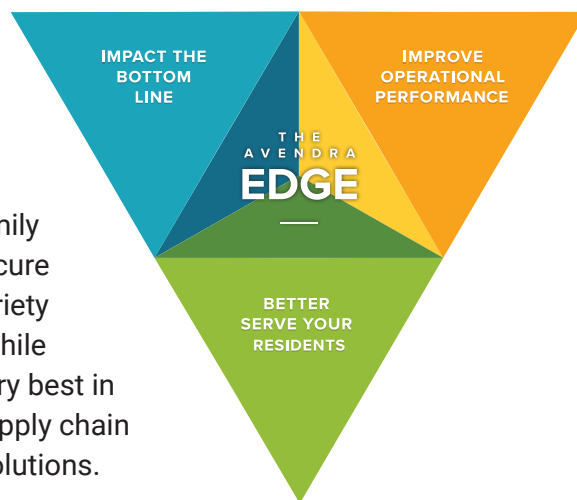 IMPACT THE
BOTTOM
LINE
IMPROVE
OPERATIONAL
PERFORMANCE
THE
AVENDRA
EDGE
BETTER
SERVE YOUR
RESIDENTS
hile
ry best in
pply chain
olutions.
mily
cure
riety